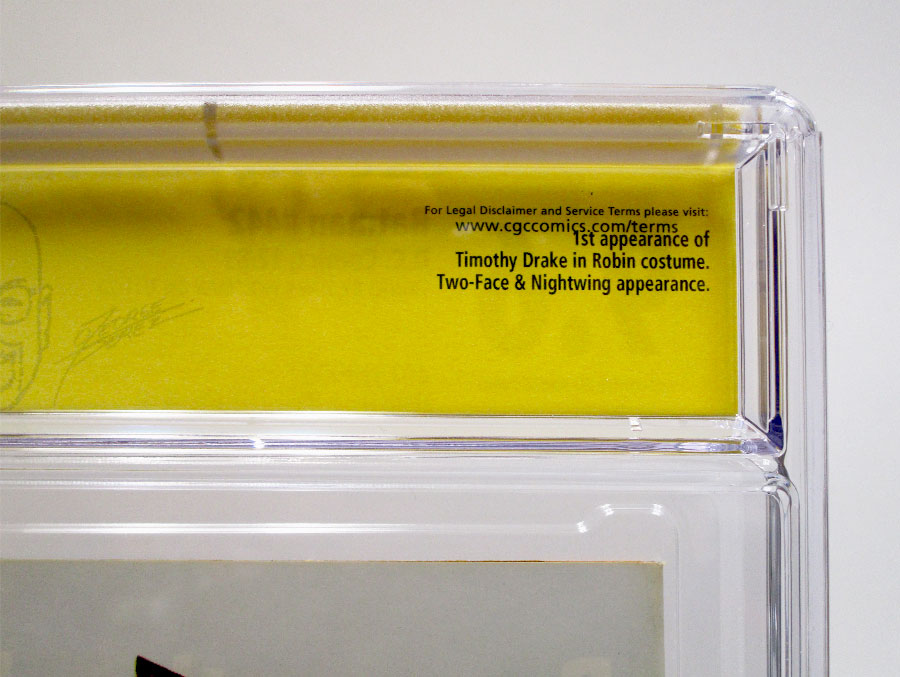 For Legal Disclaimer and Service Terms please visit:
www.cgccomics.com/terms
1st appearance of
Timothy Drake in Robin costume.
Two-Face & Nightwing appearance.